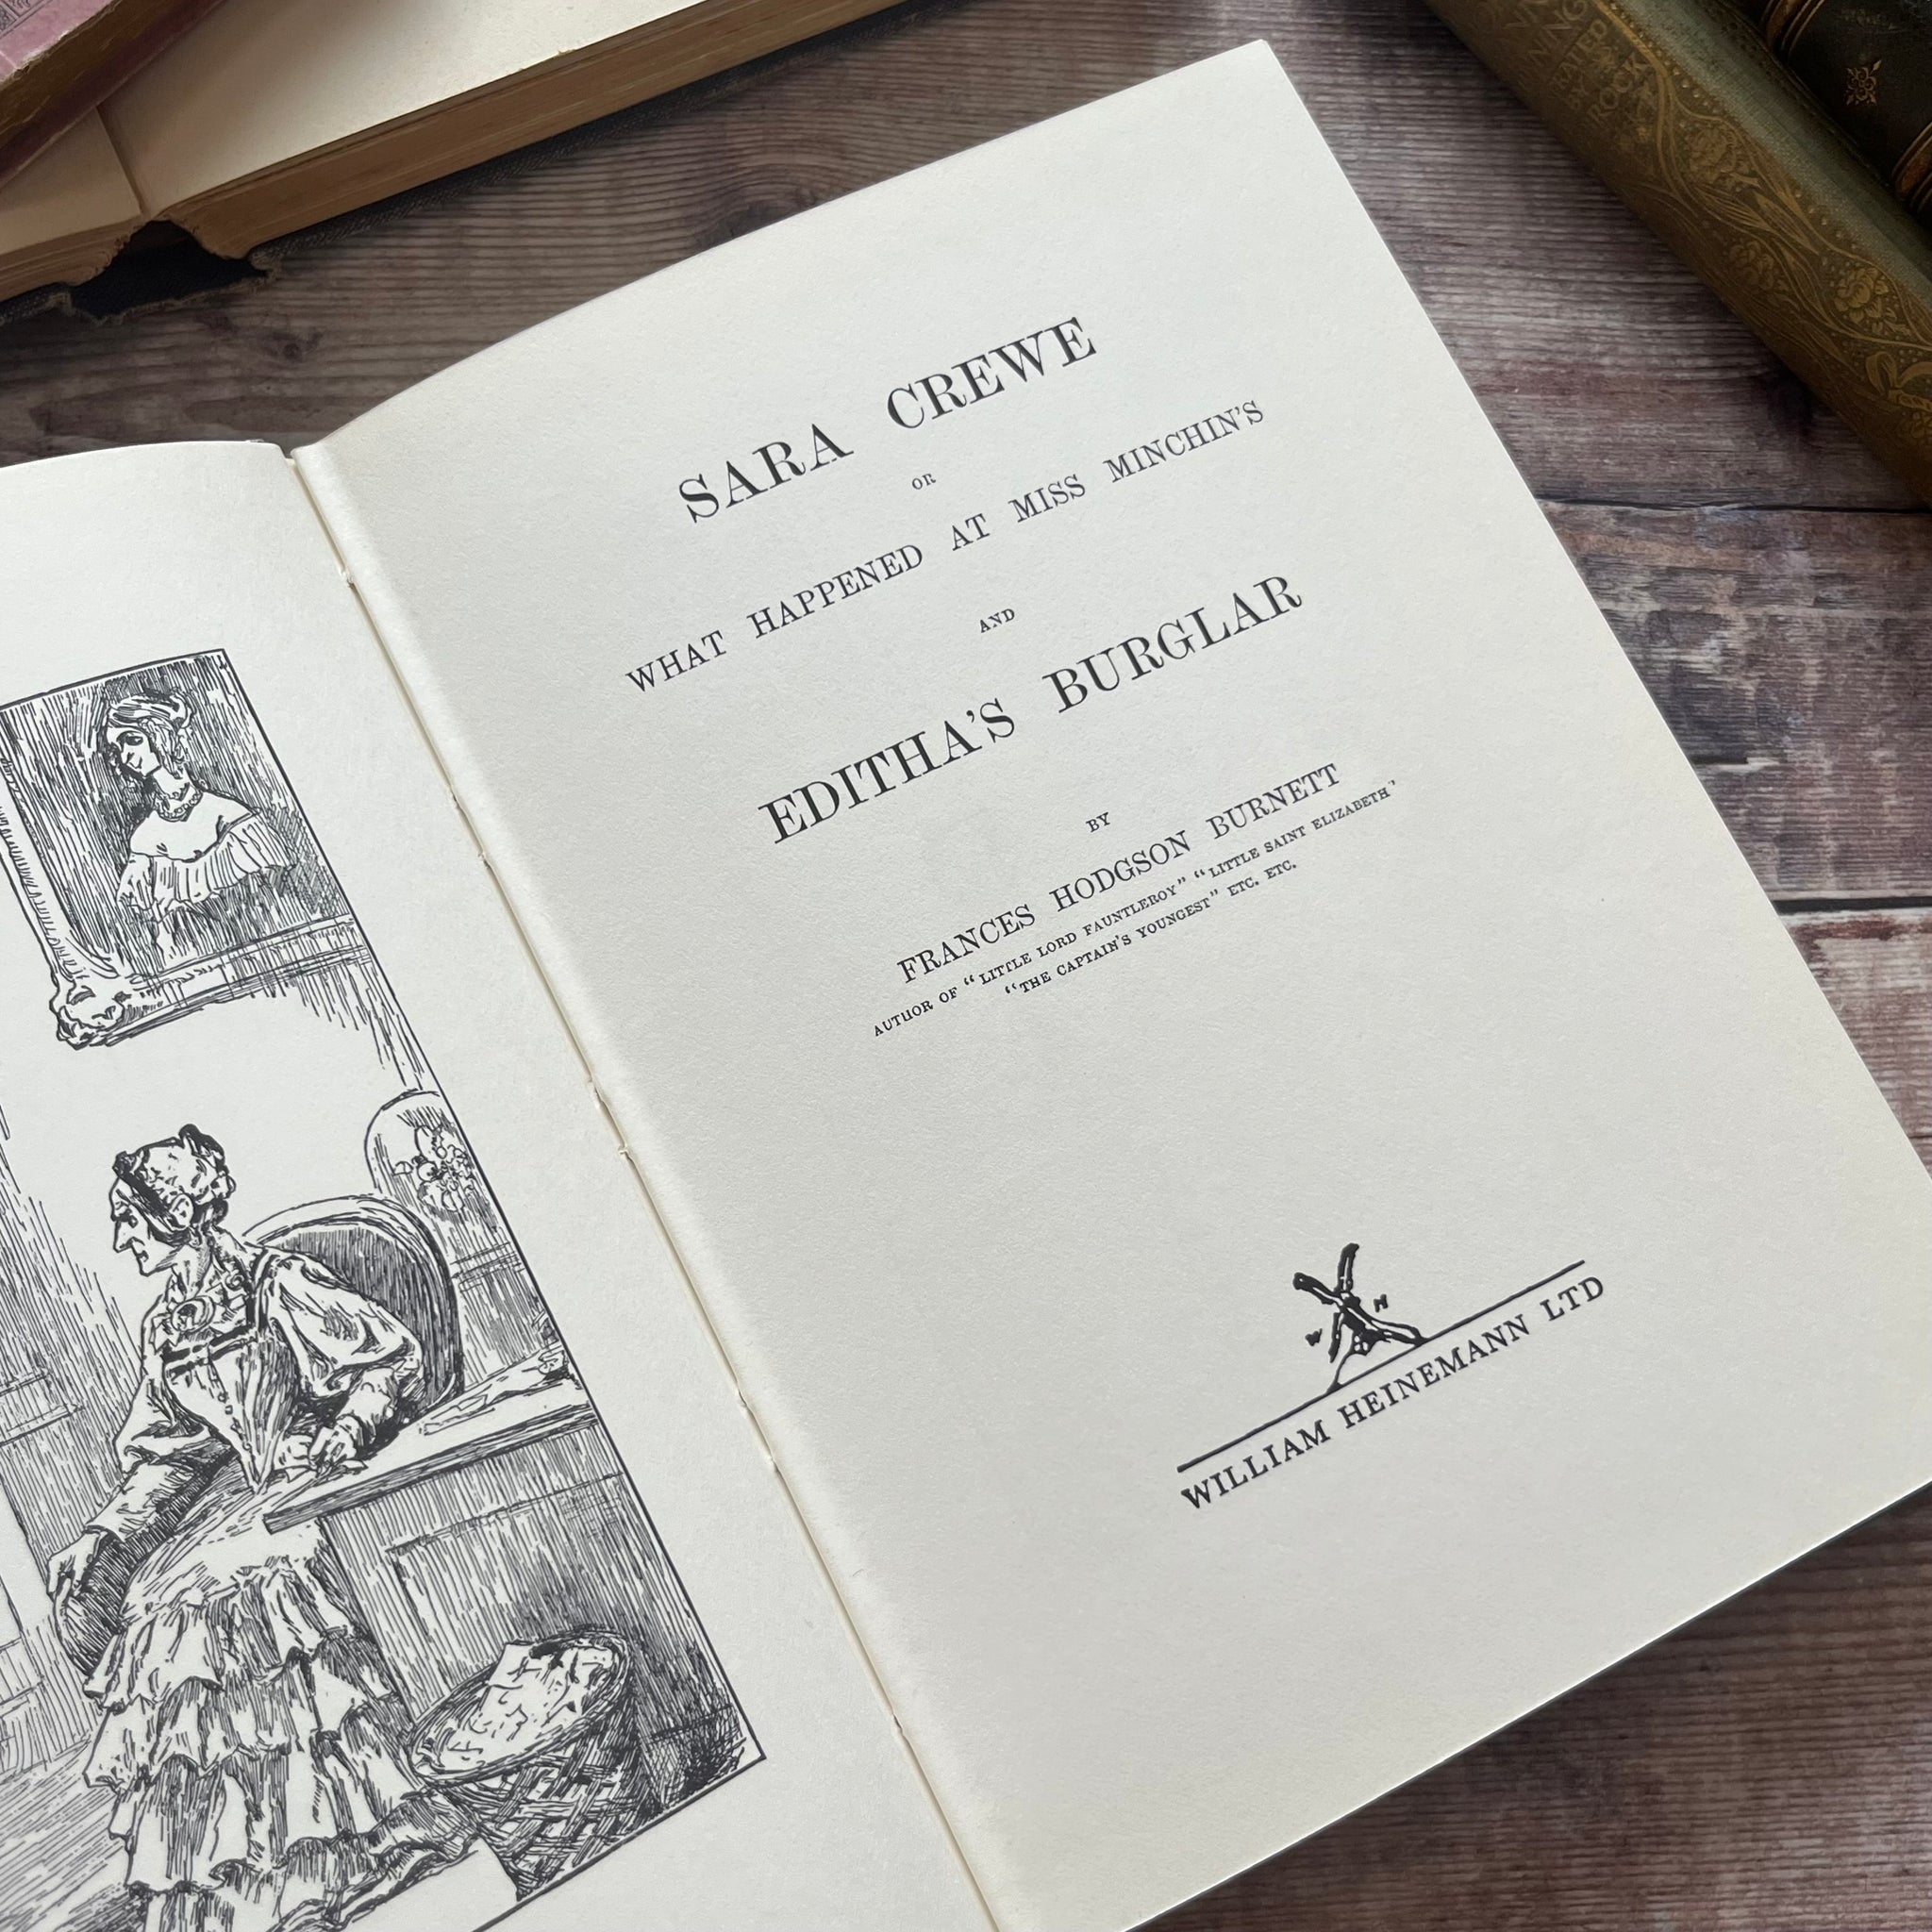 SARA CREWE
OR
WHAT HAPPENED AT MISS MINCHIN'S
AND
EDITHA'S BURGLAR
BY
FRANCES HODGSON BURNETT
AUTHOR OF "LITTLE LORD FAUNTLEROY" "LITTLE SAINT ELIZABETH"
"THE CAPTAIN'S YOUNGEST" ETC. ETC.
W H
WILLIAM HEINEMANN LTD